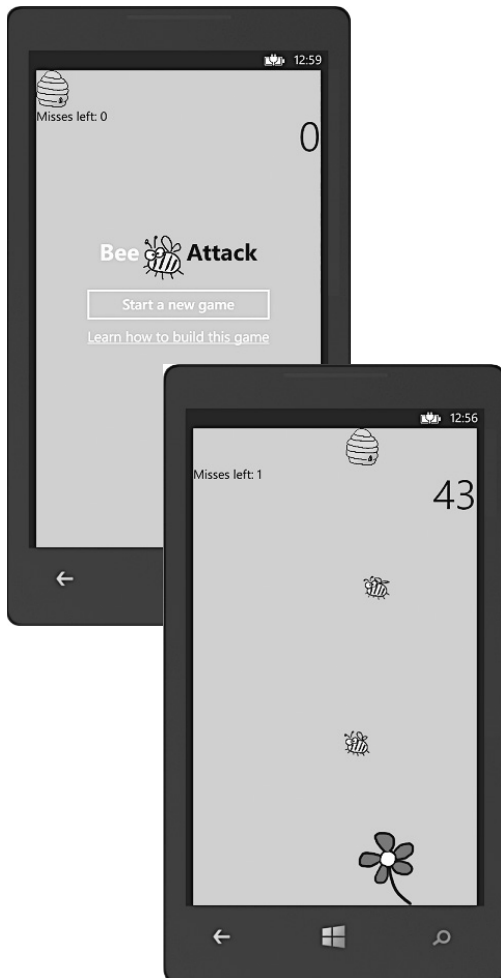 12:59
Misses left: 0
0
Bee Attack
Start a new game
Learn how to build this game
12:56
Misses left: 1
43